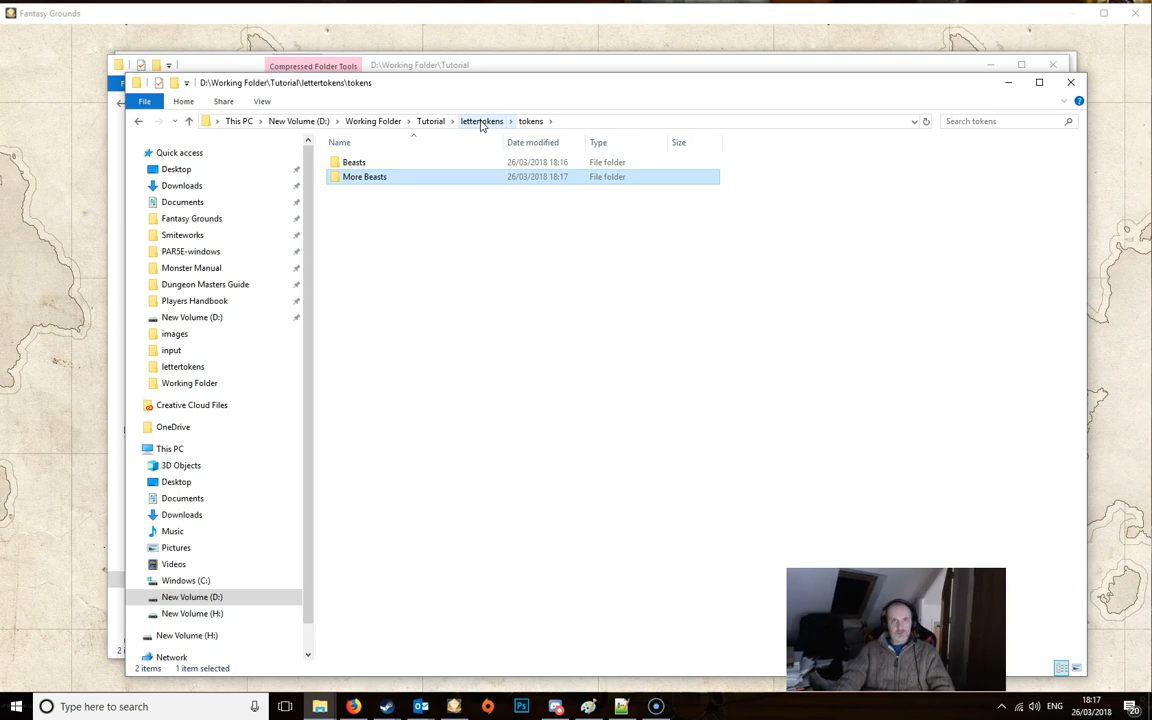 Fantasy Grounds
Compressed Folder Tools
D:\Working Folder\Tutorial
D:\Working Folder\Tutorial\lettertokens\tokens
File
Home
Share
View
This PC
New Volume (D:)
Working Folder
Tutorial
lettertokens
tokens
Search tokens
Name
Date modified
Type
Size
Beasts
26/03/2018 18:16
File folder
More Beasts
26/03/2018 18:17
File folder
Quick access
Desktop
Downloads
Documents
Fantasy Grounds
Smiteworks
PAR5E-windows
Monster Manual
Dungeon Masters Guide
Players Handbook
New Volume (D:)
images
input
lettertokens
Working Folder
Creative Cloud Files
OneDrive
This PC
3D Objects
Desktop
Documents
Downloads
Music
Pictures
Videos
Windows (C:)
New Volume (D:)
New Volume (H:)
New Volume (H:)
Network
2 items
1 item selected
Type here to search
Ps
ENG
18:17
26/03/2018
20